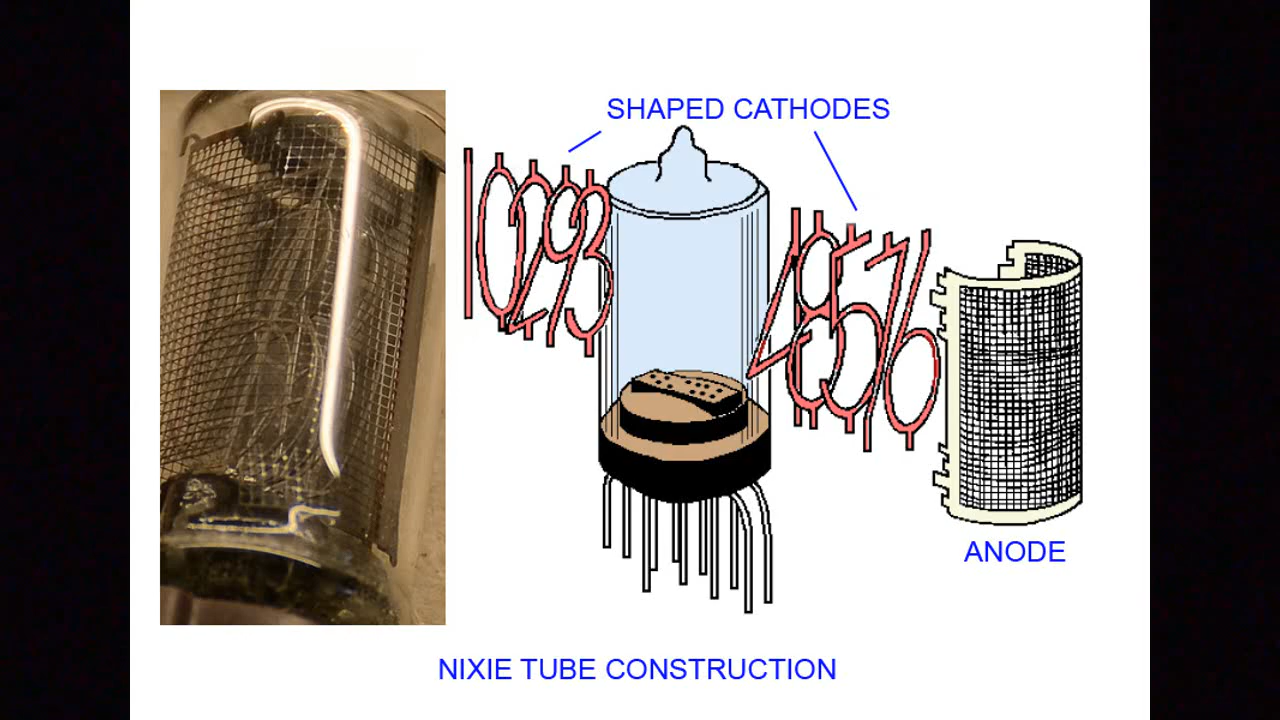 SHAPED CATHODES
10293
48576
ANODE
NIXIE TUBE CONSTRUCTION